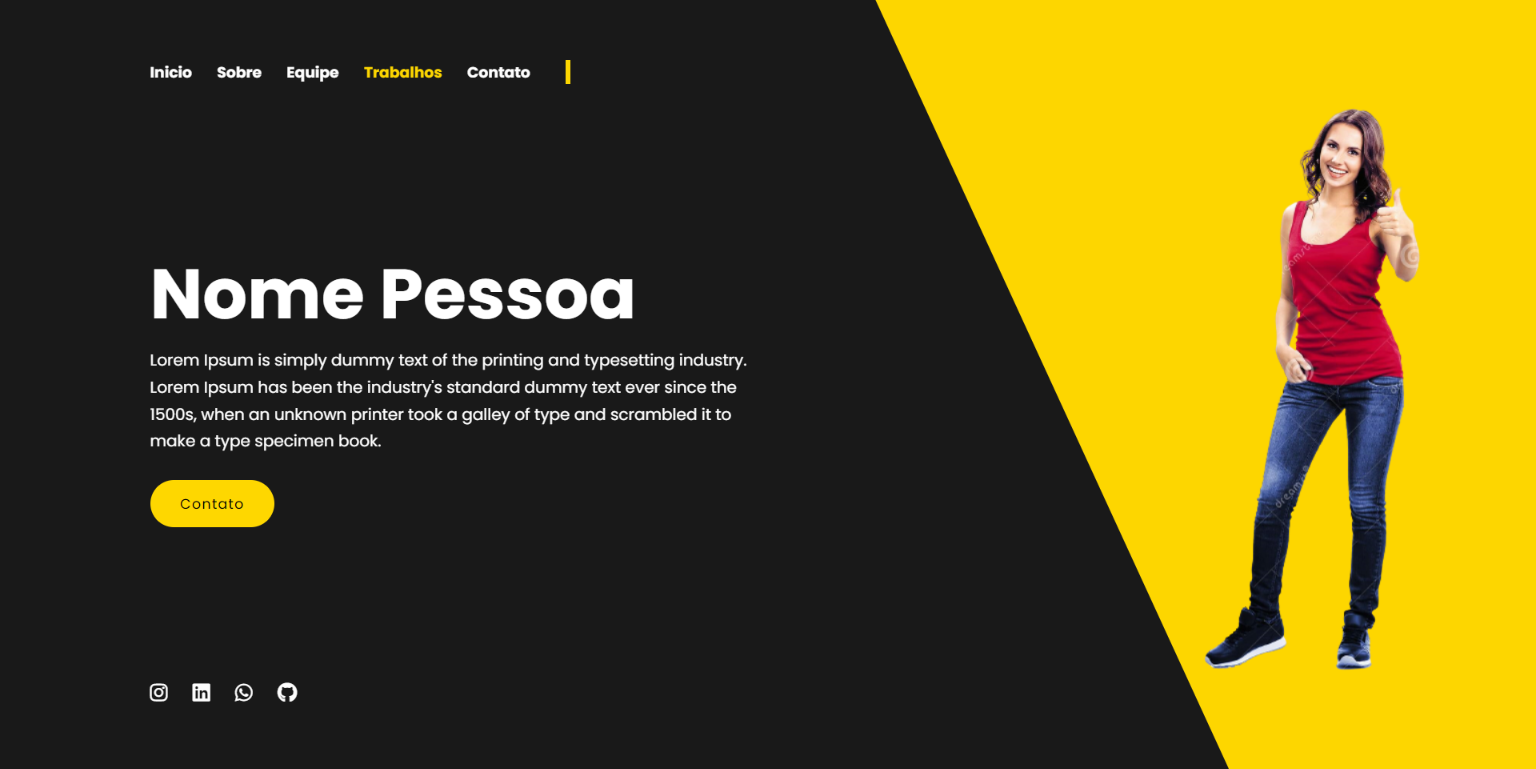 Inicio Sobre Equipe Trabalhos Contato
Nome Pessoa
Lorem Ipsum is simply dummy text of the printing and typesetting industry.
Lorem Ipsum has been the industry's standard dummy text ever since the
1500s, when an unknown printer took a galley of type and scrambled it to
make a type specimen book.
Contato
in